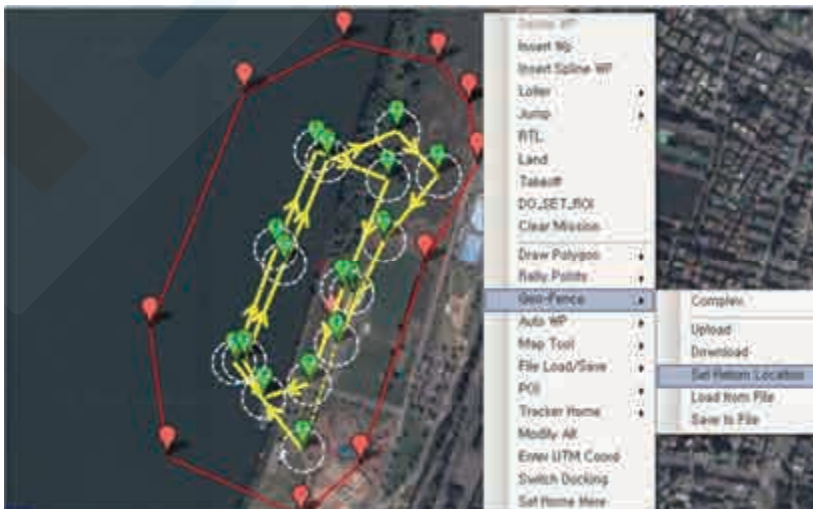 Delete WP
Insert Wp
Insert Spline WP
Loiter
Jump
RTL
Land
Takeoff
DO_SET_ROI
Clear Mission
Draw Polygon
Rally Points
Geo-Fence
Auto WP
Map Tool
File Load/Save
POI
Tracker Home
Modify Alt
Enter UTM Coord
Switch Docking
Set Home Here
Complex
Upload
Download
Set Return Location
Load from File
Save to File